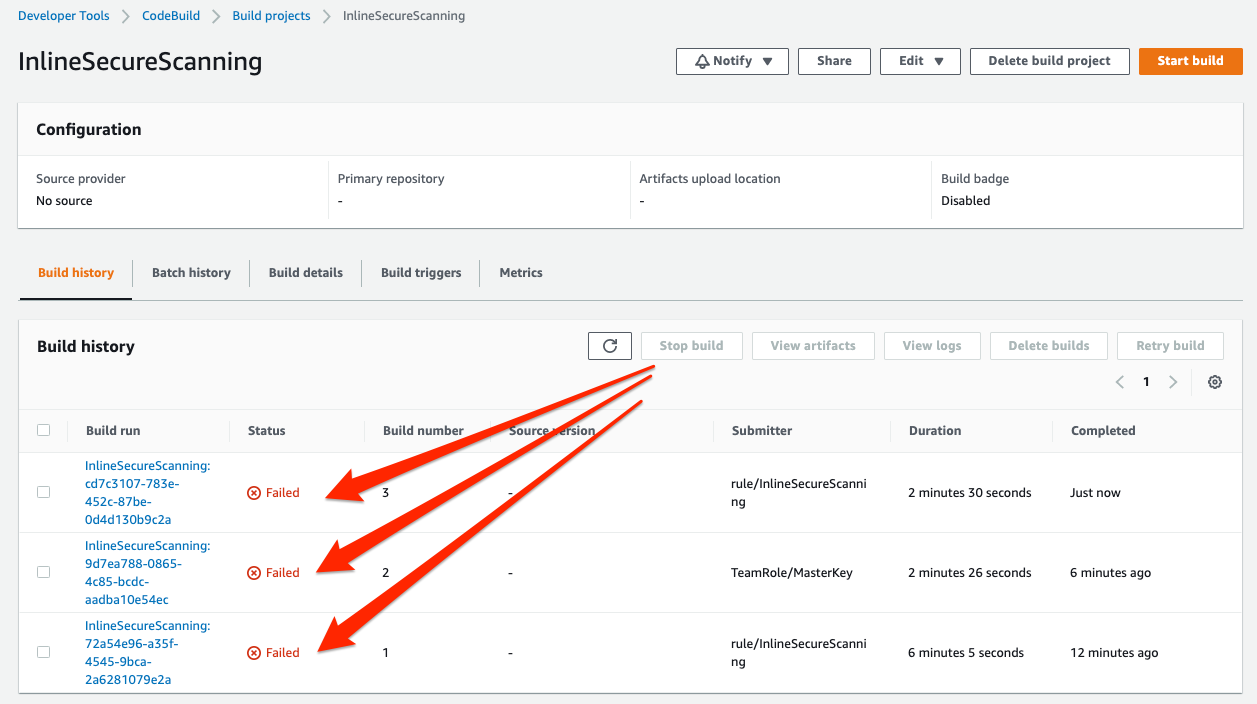 Developer Tools > CodeBuild > Build projects > InlineSecureScanning
InlineSecureScanning
Notify ▼ Share Edit ▼ Delete build project Start build
Configuration
Source provider
No source
Primary repository
-
Artifacts upload location
-
Build badge
Disabled
Build history Batch history Build details Build triggers Metrics
Build history
Stop build View artifacts View logs Delete builds Retry build
< 1 >
Build run Status Build number Source version Submitter Duration Completed
InlineSecureScanning:
cd7c3107-783e-
452c-87be-
0d4d130b9c2a
Failed
3
-
rule/InlineSecureScanni
ng
2 minutes 30 seconds
Just now
InlineSecureScanning:
9d7ea788-0865-
4c85-bcdc-
aadba10e54ec
Failed
2
-
TeamRole/MasterKey
2 minutes 26 seconds
6 minutes ago
InlineSecureScanning:
72a54e96-a35f-
4545-9bca-
2a6281079e2a
Failed
1
-
rule/InlineSecureScanni
ng
6 minutes 5 seconds
12 minutes ago